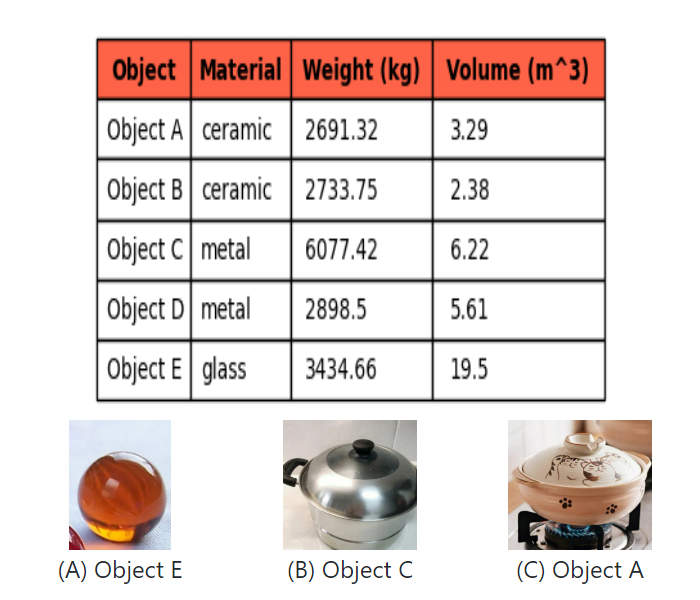 Object Material Weight (kg) Volume (m^3)
Object A ceramic 2691.32 3.29
Object B ceramic 2733.75 2.38
Object C metal 6077.42 6.22
Object D metal 2898.5 5.61
Object E glass 3434.66 19.5
(A) Object E (B) Object C (C) Object A